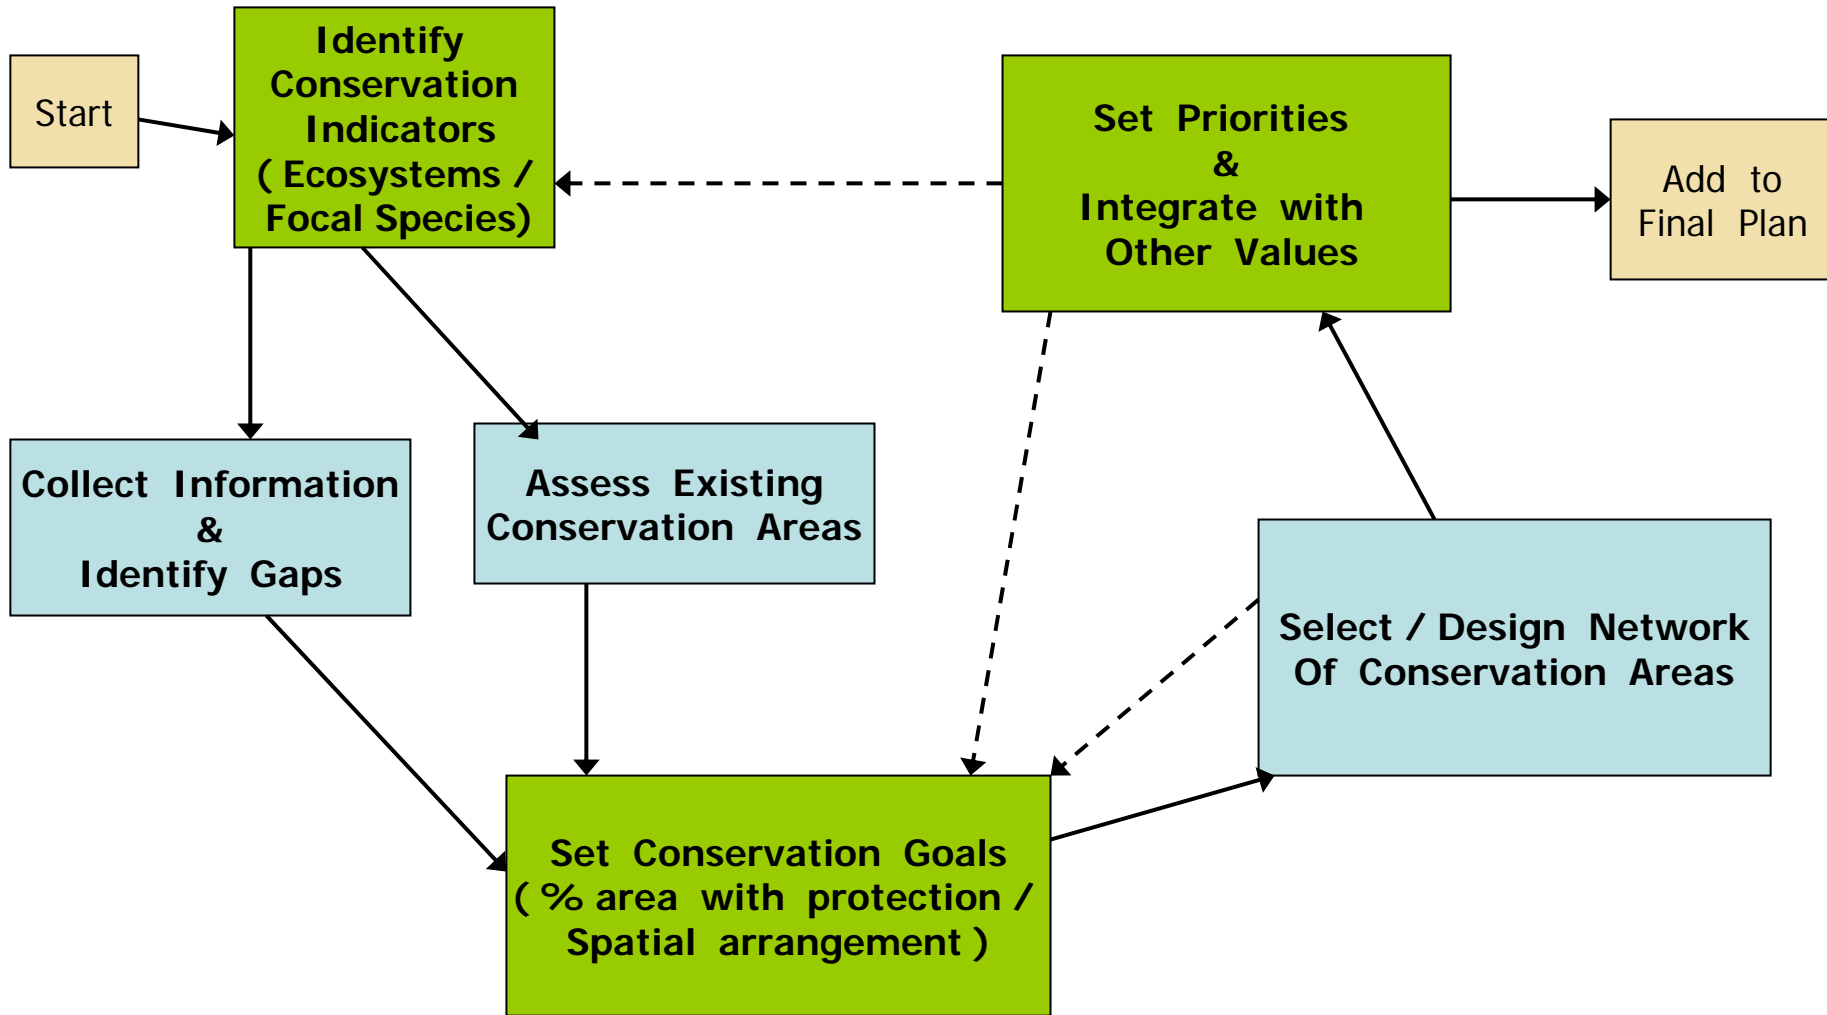 Start
Identify
Conservation
Indicators
(Ecosystems /
Focal Species)
Set Priorities
&
Integrate with
Other Values
Add to
Final Plan
Collect Information
&
Identify Gaps
Assess Existing
Conservation Areas
Select / Design Network
Of Conservation Areas
Set Conservation Goals
(% area with protection /
Spatial arrangement)